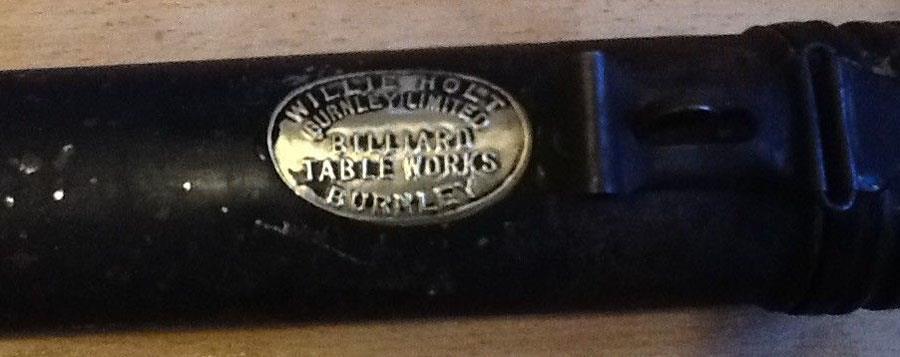 WILLIE HOLT
(BURNLEY) LIMITED
BILLIARD
TABLE WORKS
BURNLEY